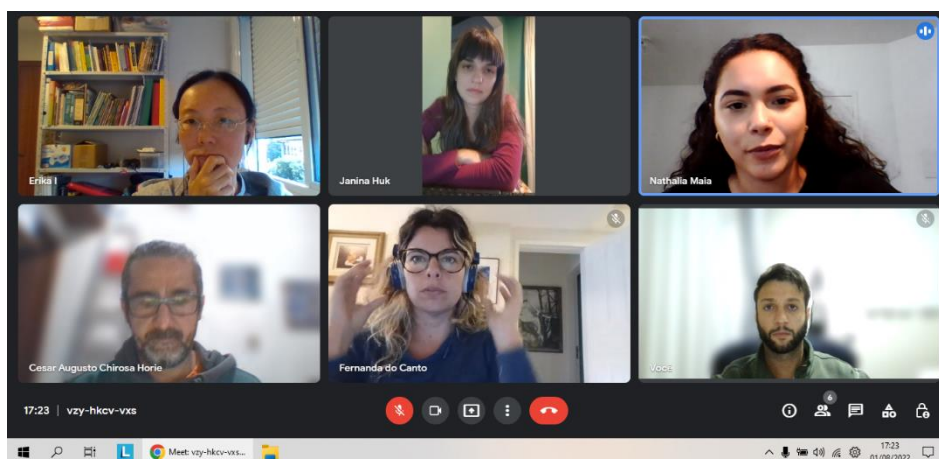 Erika I
Janina Huk
Nathalia Maia
Cesar Augusto Chirosa Horie
Fernanda do Canto
Você
17:23 | vzy-hkcv-vxs
6
L
Meet: vzy-hkcv-vxs...
17:23
01/09/2022